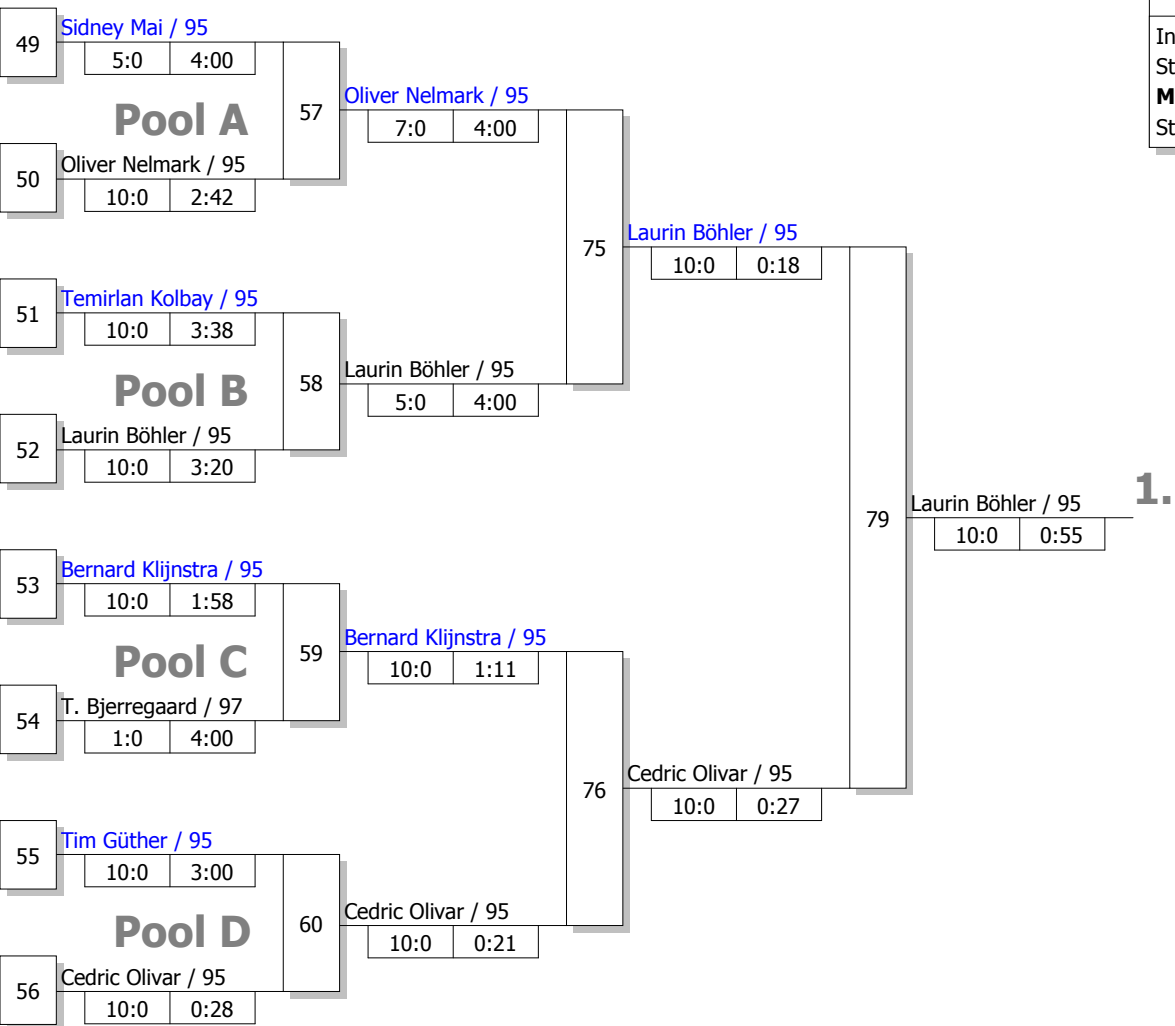 49
Sidney Mai / 95
5:0 4:00
Pool A
57
Oliver Nelmark / 95
7:0 4:00
50
Oliver Nelmark / 95
10:0 2:42
75
Laurin Böhler / 95
10:0 0:18
51
Temirlan Kolbay / 95
10:0 3:38
Pool B
58
Laurin Böhler / 95
5:0 4:00
52
Laurin Böhler / 95
10:0 3:20
79
Laurin Böhler / 95
10:0 0:55
1.
53
Bernard Klijnstra / 95
10:0 1:58
Pool C
59
Bernard Klijnstra / 95
10:0 1:11
54
T. Bjerregaard / 97
1:0 4:00
76
Cedric Olivar / 95
10:0 0:27
55
Tim Güther / 95
10:0 3:00
Pool D
60
Cedric Olivar / 95
10:0 0:21
56
Cedric Olivar / 95
10:0 0:28